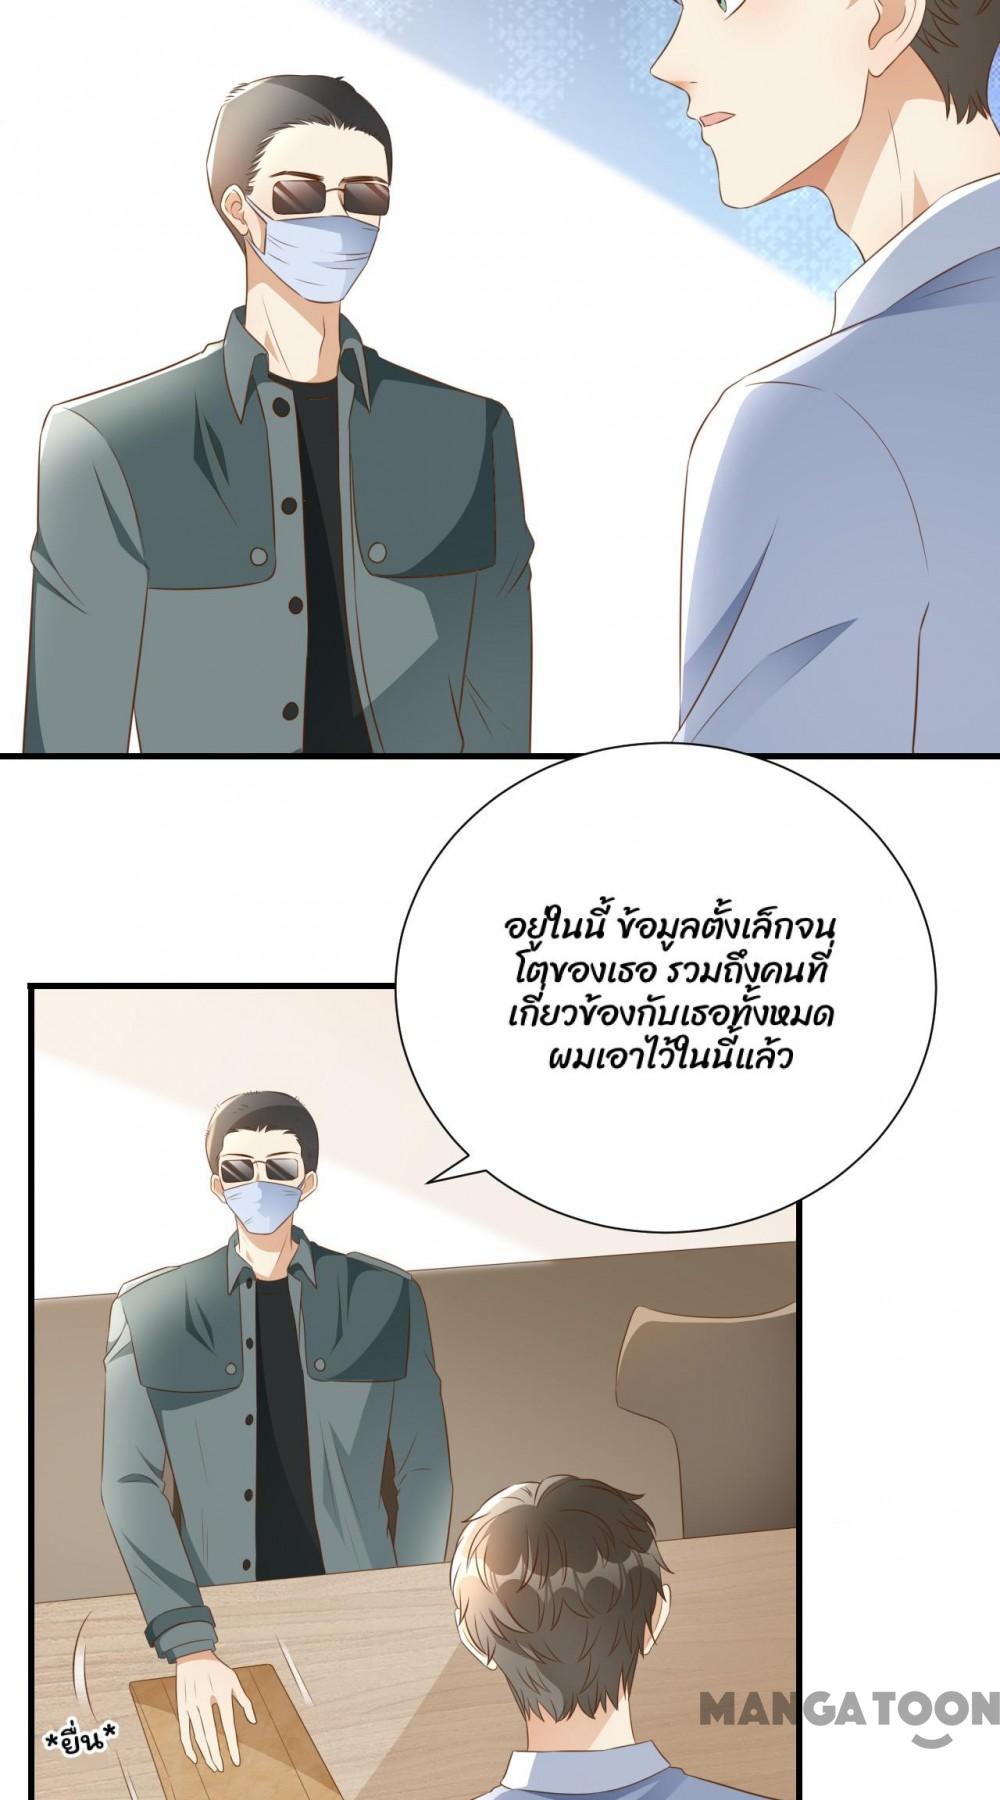 อยู่ในนี้ ข้อมูลตั้งเล็กจน
โตของเธอ รวมถึงคนที่
เกี่ยวข้องกับเธอทั้งหมด
ผมเอาไว้ในนี้แล้ว
*ยื่น*
MANGATOON